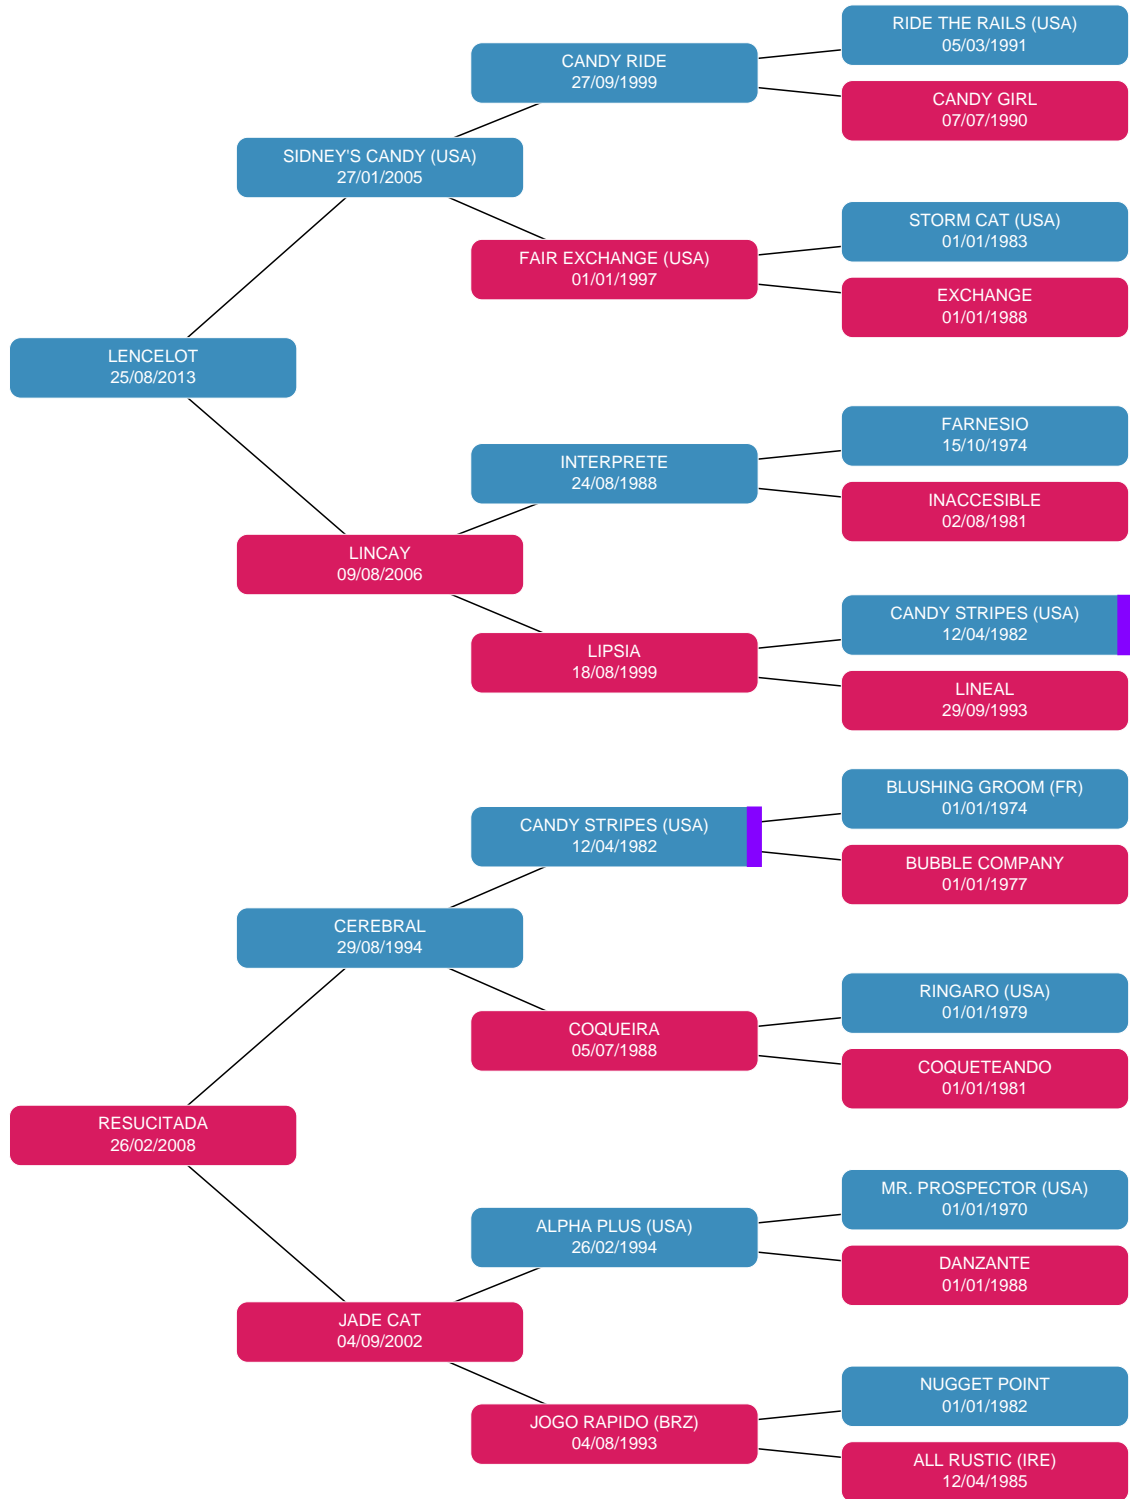 RIDE THE RAILS (USA)
05/03/1991
CANDY RIDE
27/09/1999
CANDY GIRL
07/07/1990
SIDNEY'S CANDY (USA)
27/01/2005
STORM CAT (USA)
01/01/1983
FAIR EXCHANGE (USA)
01/01/1997
EXCHANGE
01/01/1988
LENCELOT
25/08/2013
FARNESIO
15/10/1974
INTERPRETE
24/08/1988
INACCESIBLE
02/08/1981
LINCAY
09/08/2006
CANDY STRIPES (USA)
12/04/1982
LIPSIA
18/08/1999
LINEAL
29/09/1993
BLUSHING GROOM (FR)
01/01/1974
CANDY STRIPES (USA)
12/04/1982
BUBBLE COMPANY
01/01/1977
CEREBRAL
29/08/1994
RINGARO (USA)
01/01/1979
COQUEIRA
05/07/1988
COQUETEANDO
01/01/1981
RESUCITADA
26/02/2008
MR. PROSPECTOR (USA)
01/01/1970
ALPHA PLUS (USA)
26/02/1994
DANZANTE
01/01/1988
JADE CAT
04/09/2002
NUGGET POINT
01/01/1982
JOGO RAPIDO (BRZ)
04/08/1993
ALL RUSTIC (IRE)
12/04/1985